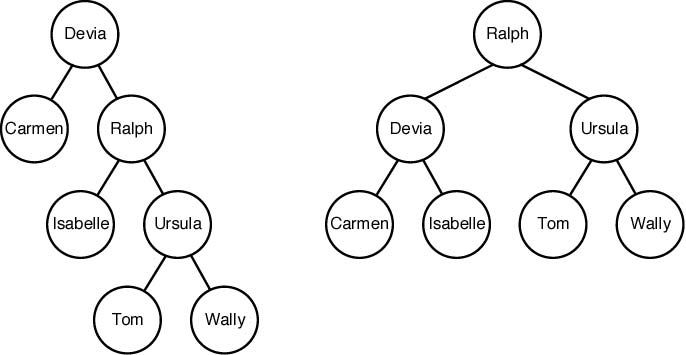 Devia
Carmen
Ralph
Isabelle
Ursula
Tom
Wally
Ralph
Devia
Ursula
Carmen
Isabelle
Tom
Wally